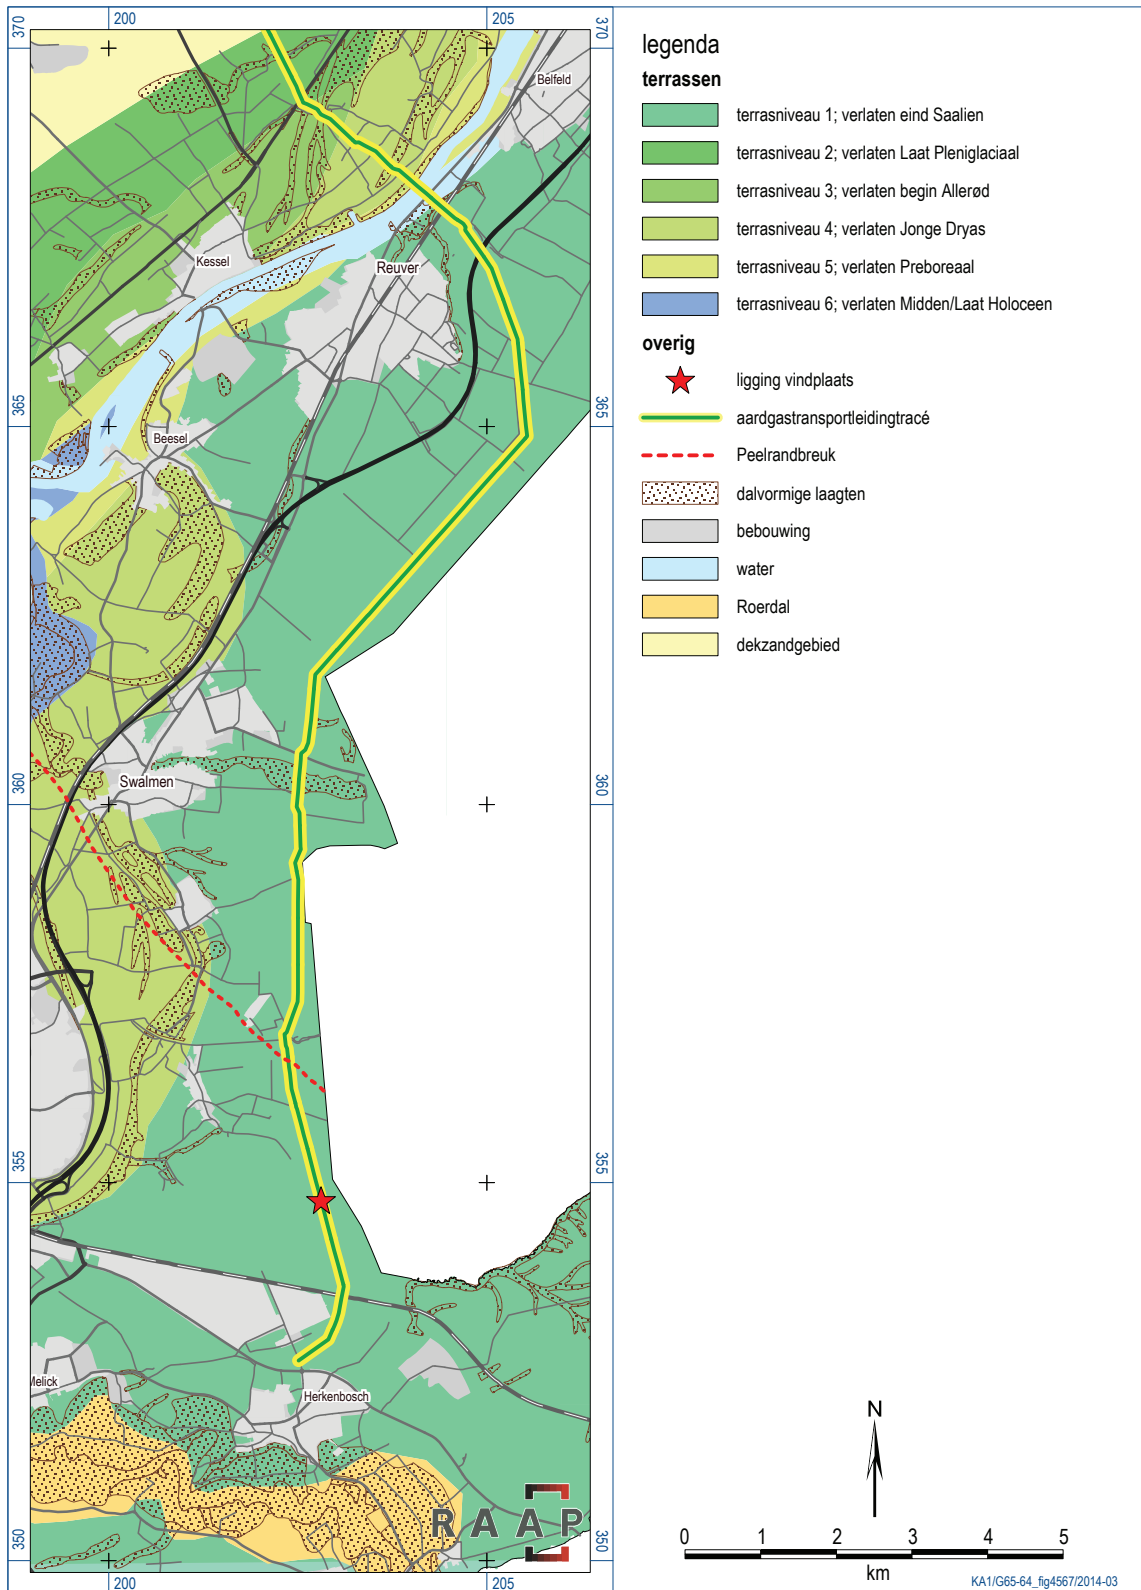 200 205
370 370
Belfeld
Kessel
Reuver
365 365
Beesel
360 360
Swalmen
355 355
Melick
Herkenbosch
RAAP
350 350
200 205
legenda
terrassen
terrasniveau 1; verlaten eind Saalien
terrasniveau 2; verlaten Laat Pleniglaciaal
terrasniveau 3; verlaten begin Allerød
terrasniveau 4; verlaten Jonge Dryas
terrasniveau 5; verlaten Preboreaal
terrasniveau 6; verlaten Midden/Laat Holoceen
overig
ligging vindplaats
aardgastransportleidingtracé
Peelrandbreuk
dalvormige laagten
bebouwing
water
Roerdal
dekzandgebied
N
0 1 2 3 4 5
km
KA1/G65-64_fig4567/2014-03